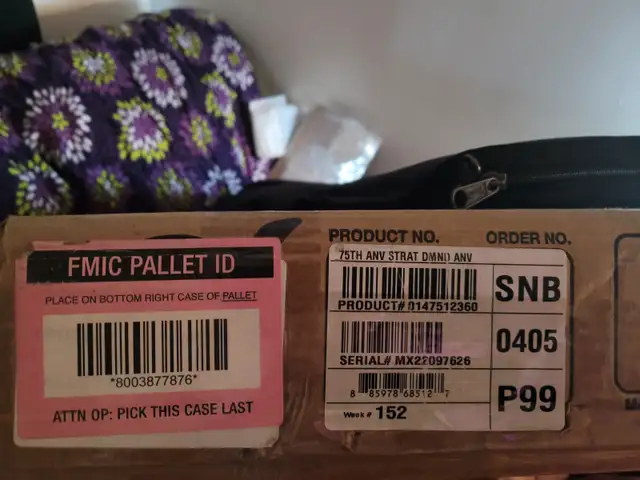 FMIC PALLET ID
PLACE ON BOTTOM RIGHT CASE OF PALLET
*8003877876*
ATTN OP: PICK THIS CASE LAST
PRODUCT NO. ORDER NO.
75TH ANV STRAT DMND ANV
PRODUCT# 0147512360
SERIAL# MX22097626
8 85978 68512 7
Week # 152
SNB
0405
P99